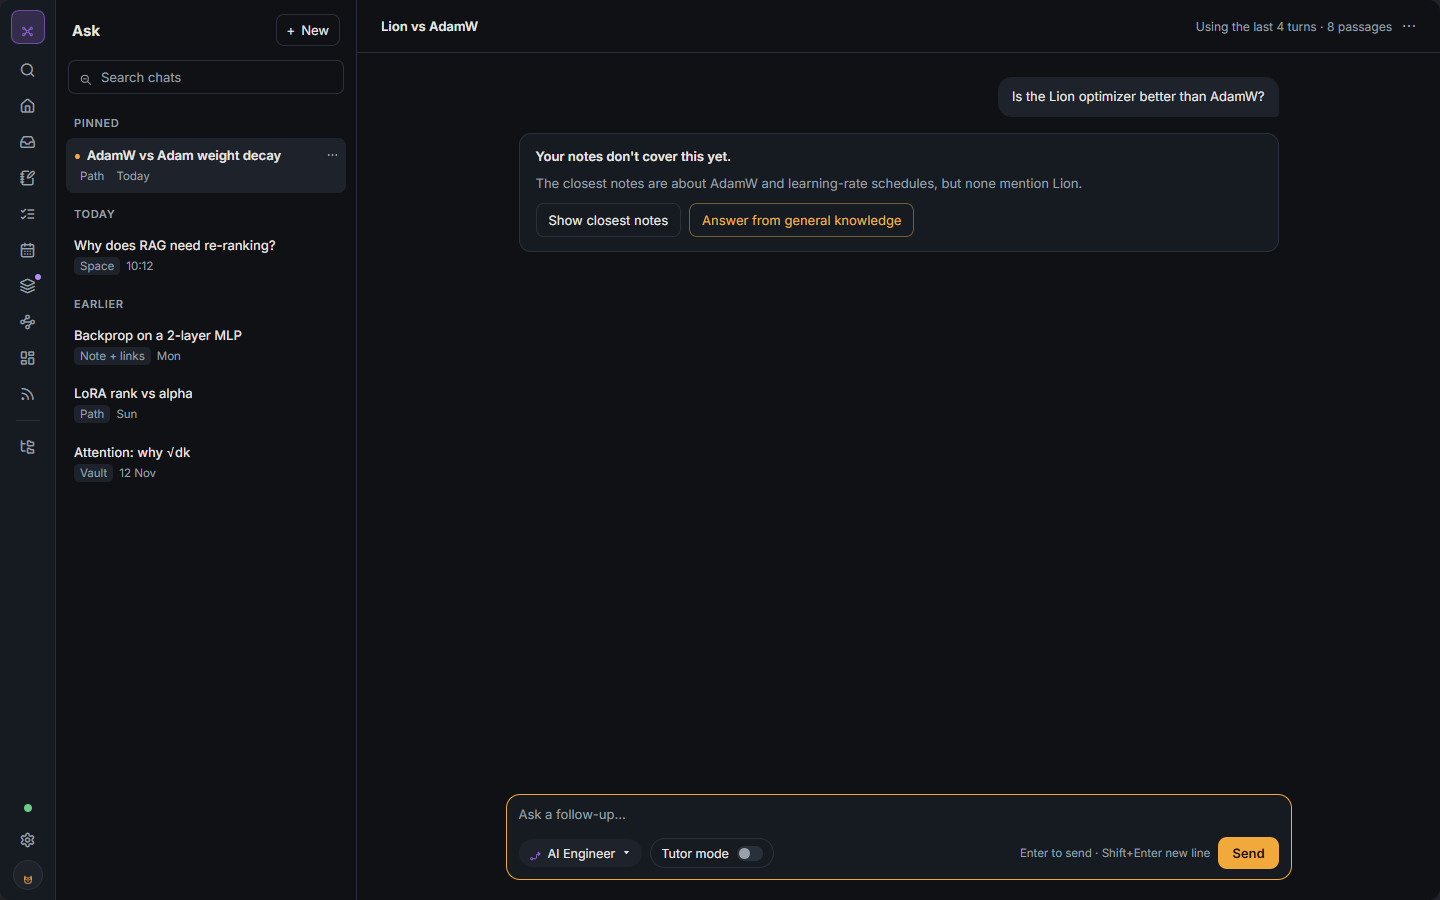 Ask
+ New
Search chats
PINNED
AdamW vs Adam weight decay
Path Today
TODAY
Why does RAG need re-ranking?
Space 10:12
EARLIER
Backprop on a 2-layer MLP
Note + links Mon
LoRA rank vs alpha
Path Sun
Attention: why √dk
Vault 12 Nov
Lion vs AdamW
Using the last 4 turns · 8 passages
Is the Lion optimizer better than AdamW?
Your notes don't cover this yet.
The closest notes are about AdamW and learning-rate schedules, but none mention Lion.
Show closest notes
Answer from general knowledge
Ask a follow-up...
AI Engineer
Tutor mode
Enter to send · Shift+Enter new line
Send